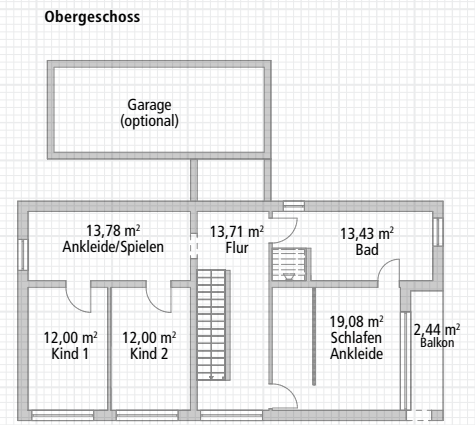 Obergeschoss
Garage
(optional)
13,78 m²
Ankleide/Spielen
13,71 m²
Flur
13,43 m²
Bad
12,00 m²
Kind 1
12,00 m²
Kind 2
19,08 m²
Schlafen
Ankleide
2,44 m²
Balkon